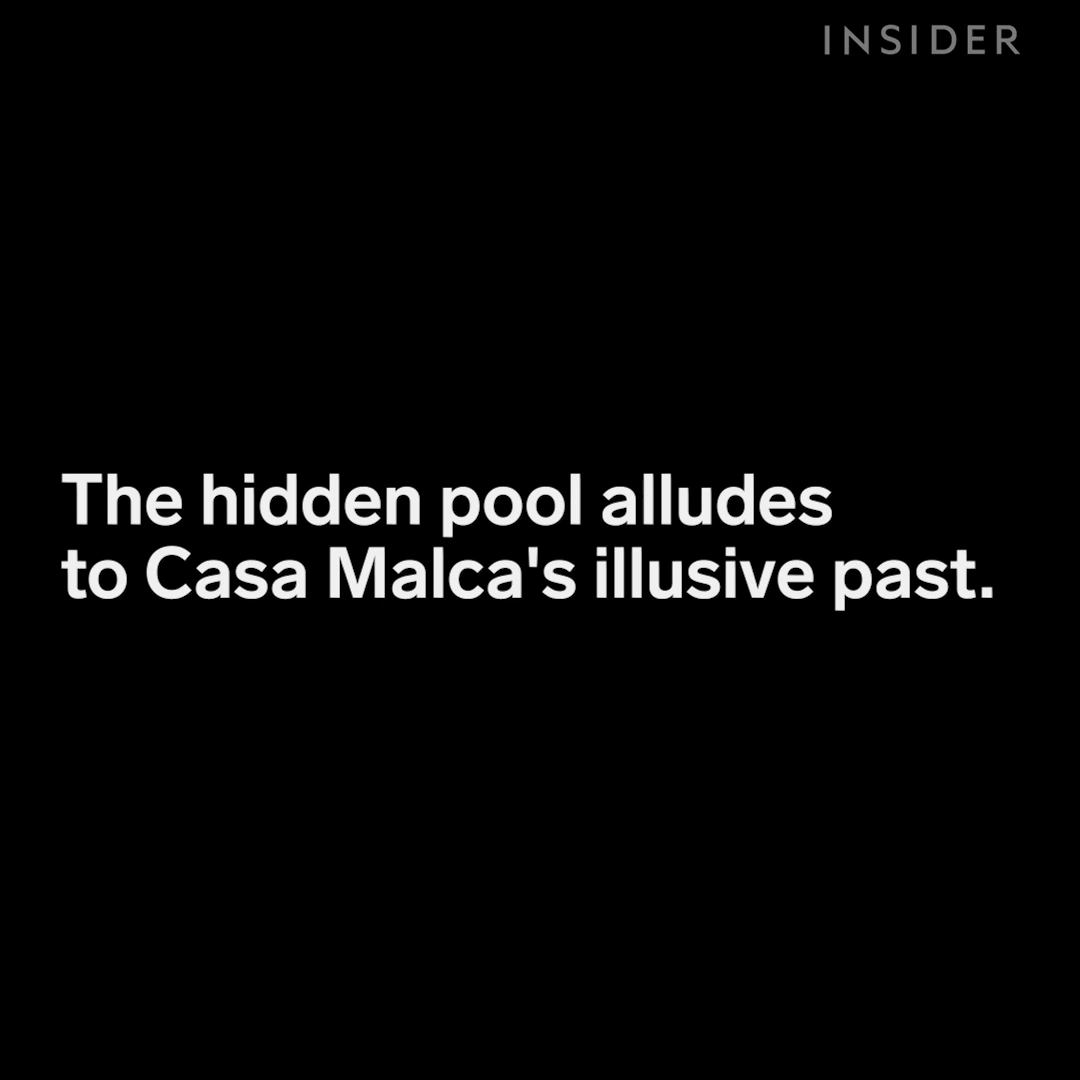 INSIDER
The hidden pool alludes
to Casa Malca's illusive past.